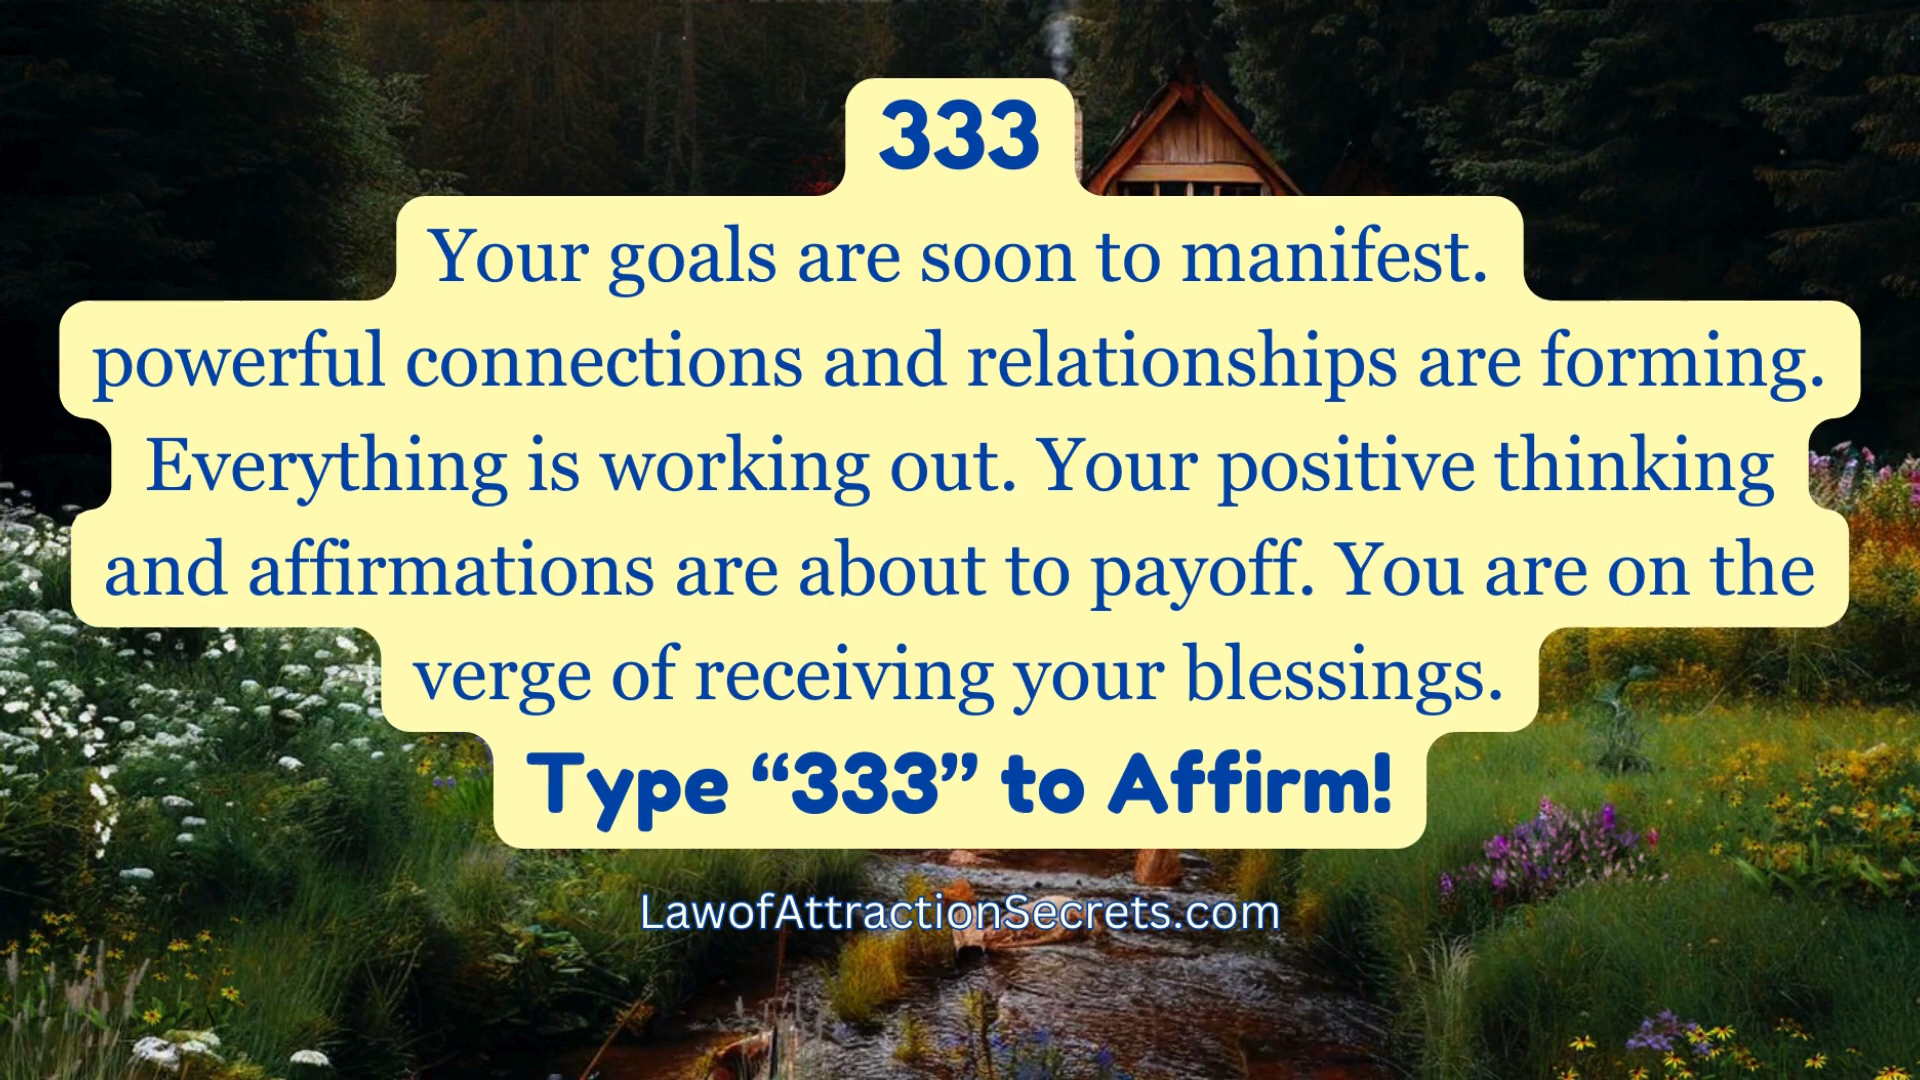 333
Your goals are soon to manifest.
powerful connections and relationships are forming.
Everything is working out. Your positive thinking
and affirmations are about to payoff. You are on the
verge of receiving your blessings.
Type “333” to Affirm!
LawofAttractionSecrets.com